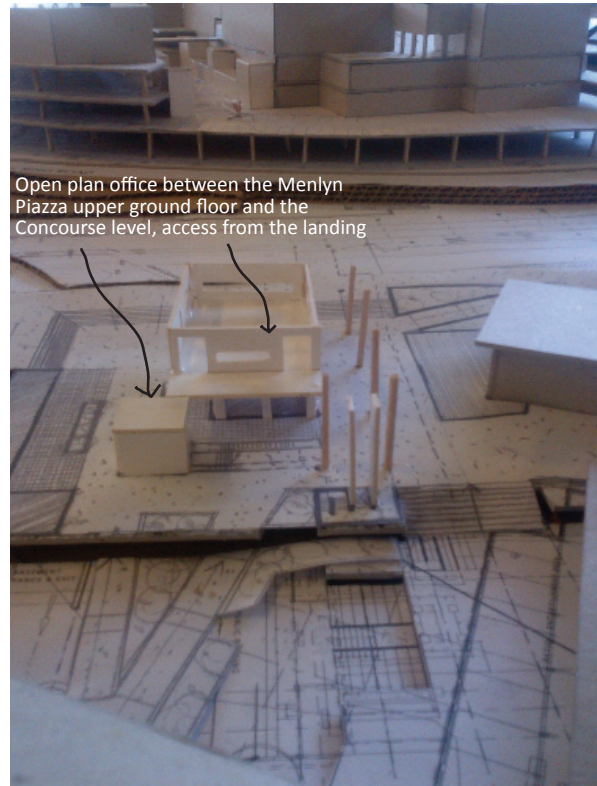 Open plan office between the Menlyn
Piazza upper ground floor and the
Concourse level, access from the landing